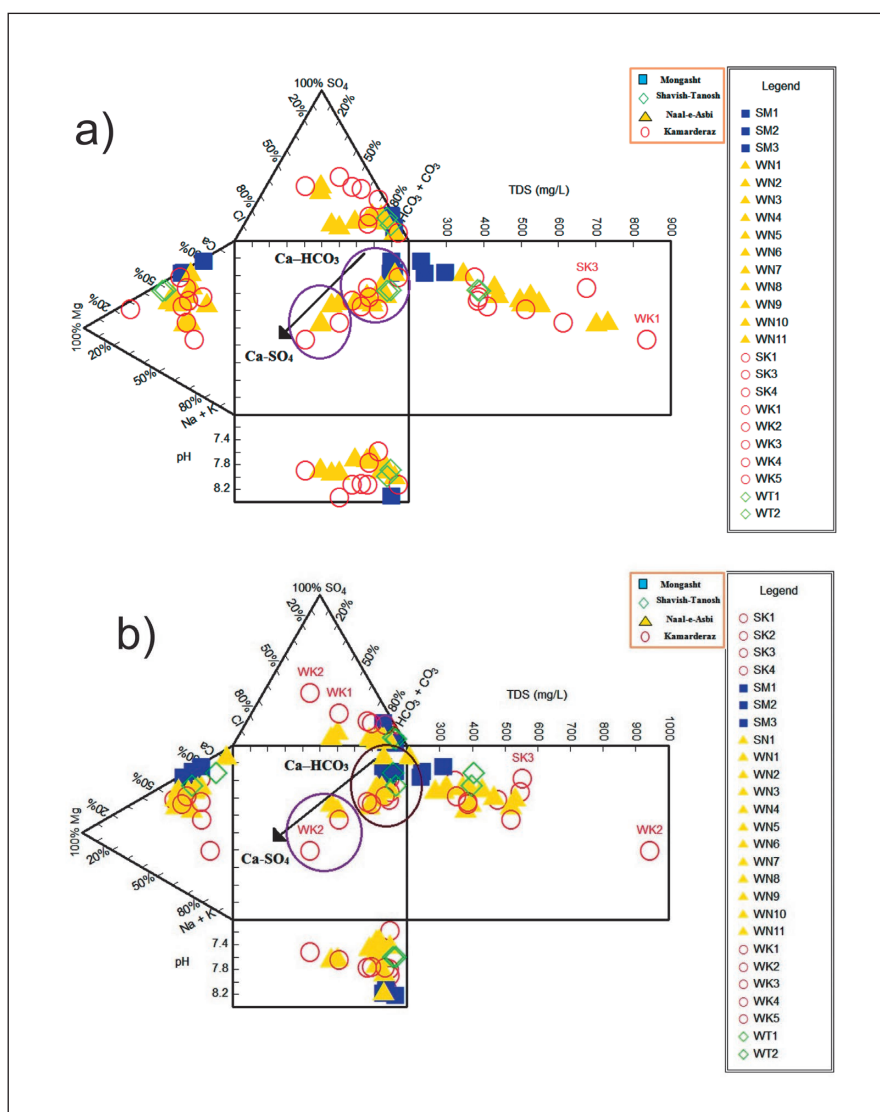 a)
100% SO4
20%
20%
50%
50%
80%
80%
Cl
HCO3 + CO3
TDS (mg/L)
300
400
500
600
700
800
900
Ca
%0%
50%
20%
100% Mg
20%
50%
80%
Na + K
Ca–HCO3
Ca-SO4
SK3
WK1
pH
7.4
7.8
8.2
Mongasht
Shavish-Tanosh
Naal-e-Asbi
Kamarderaz
Legend
SM1
SM2
SM3
WN1
WN2
WN3
WN4
WN5
WN6
WN7
WN8
WN9
WN10
WN11
SK1
SK3
SK4
WK1
WK2
WK3
WK4
WK5
WT1
WT2
b)
100% SO4
20%
20%
50%
50%
80%
80%
Cl
HCO3 + CO3
WK2
WK1
TDS (mg/L)
300
400
500
600
700
800
900
1000
Ca
50%
20%
100% Mg
20%
50%
80%
Na + K
Ca–HCO3
Ca-SO4
WK2
SK3
WK2
pH
7.4
7.8
8.2
Mongasht
Shavish-Tanosh
Naal-e-Asbi
Kamarderaz
Legend
SK1
SK2
SK3
SK4
SM1
SM2
SM3
SN1
WN1
WN2
WN3
WN4
WN5
WN6
WN7
WN8
WN9
WN10
WN11
WK1
WK2
WK3
WK4
WK5
WT1
WT2